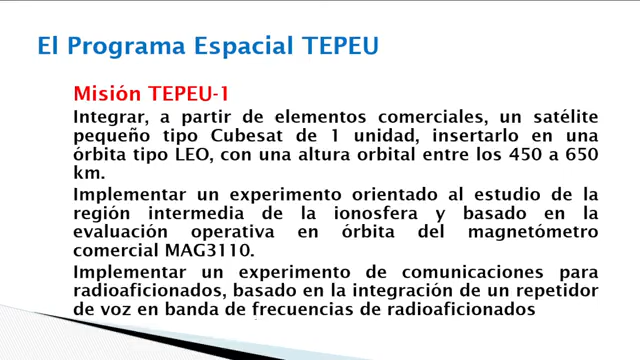 El Programa Espacial TEPEU
Misión TEPEU-1
Integrar, a partir de elementos comerciales, un satélite
pequeño tipo Cubesat de 1 unidad, insertarlo en una
órbita tipo LEO, con una altura orbital entre los 450 a 650
km.
Implementar un experimento orientado al estudio de la
región intermedia de la ionosfera y basado en la
evaluación operativa en órbita del magnetómetro
comercial MAG3110.
Implementar un experimento de comunicaciones para
radioaficionados, basado en la integración de un repetidor
de voz en banda de frecuencias de radioaficionados